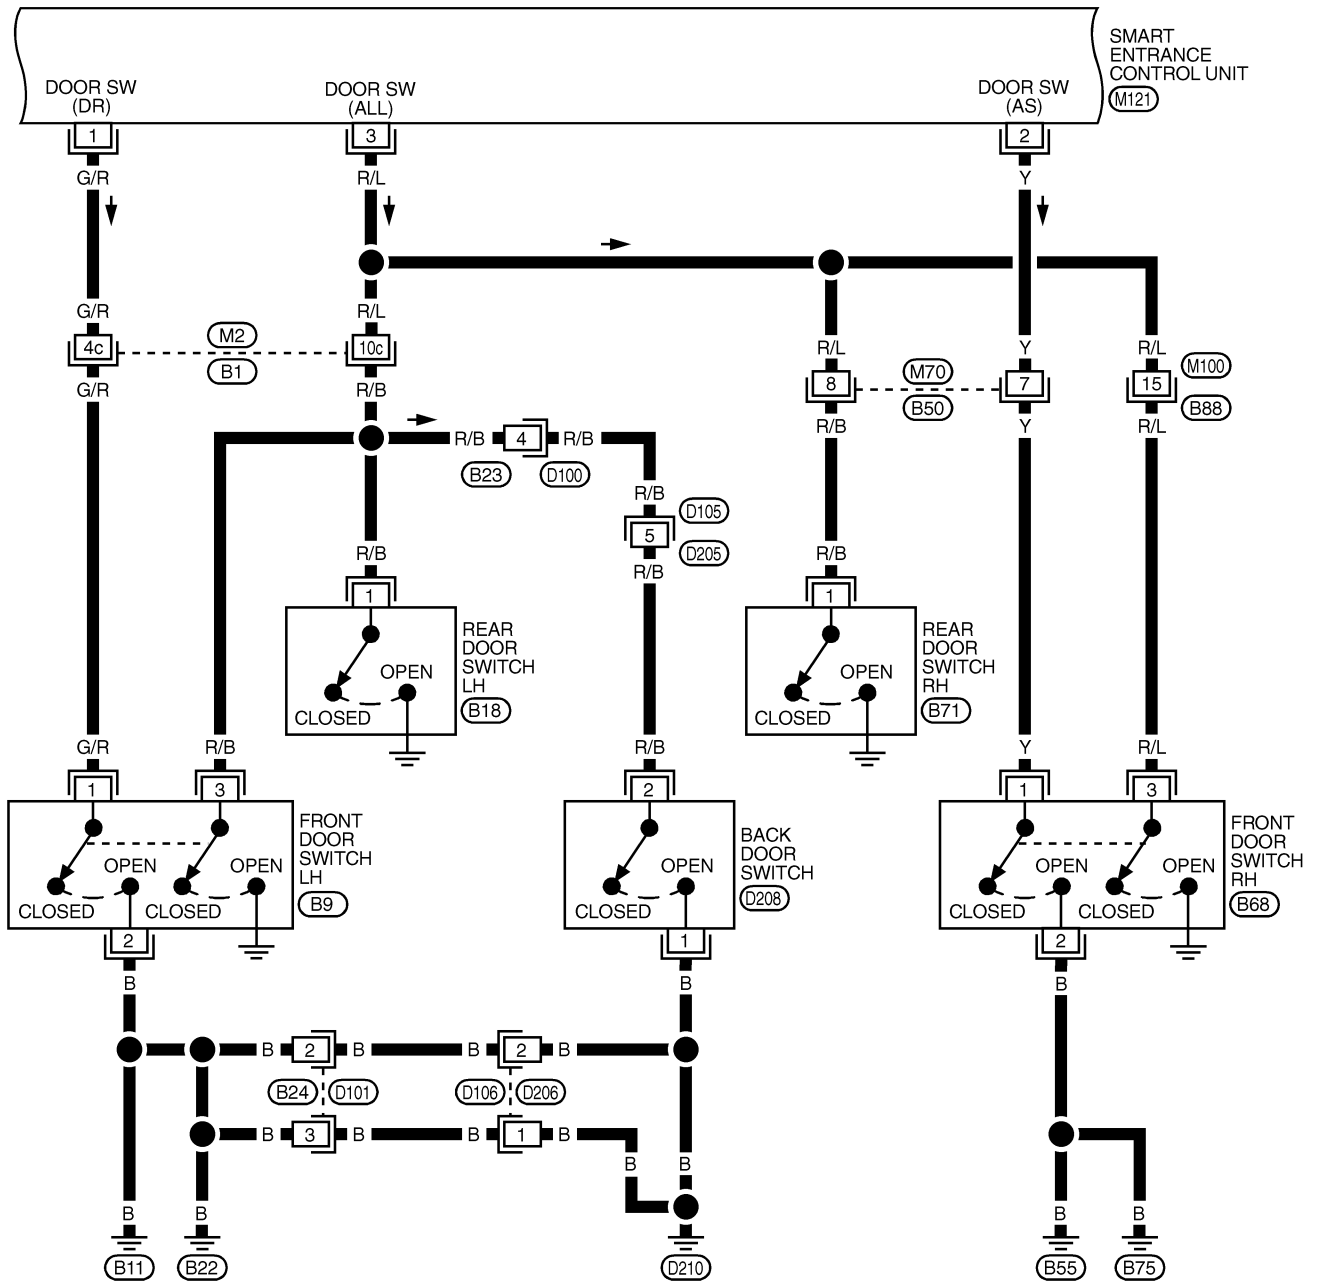 SMART
ENTRANCE
CONTROL UNIT
M121
DOOR SW
(DR)
DOOR SW
(ALL)
DOOR SW
(AS)
1
3
2
G/R
R/L
Y
G/R
R/L
4c
M2
B1
10c
R/L
8
M70
B50
Y
7
R/L
15
M100
B88
G/R
R/B
R/B
Y
R/L
R/B
4
R/B
B23
D100
R/B
D105
5
D205
R/B
R/B
R/B
1
REAR
DOOR
SWITCH
LH
B18
OPEN
CLOSED
1
REAR
DOOR
SWITCH
RH
B71
OPEN
CLOSED
G/R
R/B
R/B
Y
R/L
1
3
2
1
3
FRONT
DOOR
SWITCH
LH
B9
OPEN
OPEN
CLOSED
CLOSED
2
BACK
DOOR
SWITCH
D208
OPEN
CLOSED
1
FRONT
DOOR
SWITCH
RH
B68
OPEN
OPEN
CLOSED
CLOSED
2
B
B
B
B
2
B
B
2
B
B24
D101
D106
D206
B
3
B
B
1
B
B
B
B
B
B
B
B11
B22
D210
B55
B75